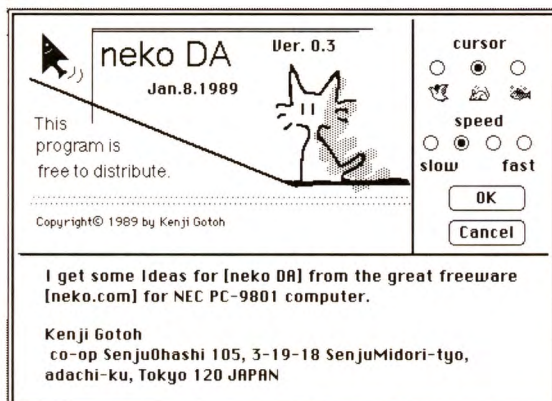 neko DA
Ver. 0.3
Jan.8.1989
This
program is
free to distribute.
Copyright© 1989 by Kenji Gotoh
cursor
speed
slow fast
OK
Cancel
I get some Ideas for [neko DA] from the great freeware
[neko.com] for NEC PC-9801 computer.
Kenji Gotoh
co-op SenjuOhashi 105, 3-19-18 SenjuMidori-tyo,
adachi-ku, Tokyo 120 JAPAN